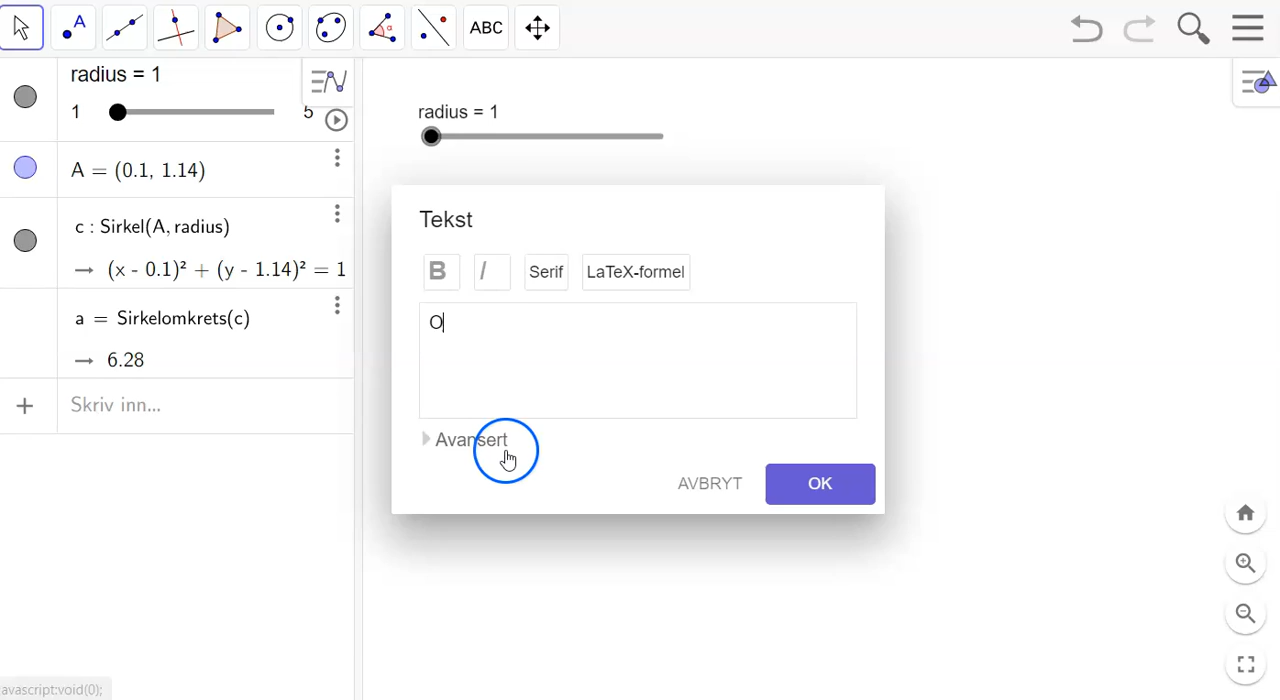 A
α
ABC
radius = 1
1
5
A = (0.1, 1.14)
c : Sirkel(A, radius)
→ (x - 0.1)² + (y - 1.14)² = 1
a = Sirkelomkrets(c)
→ 6.28
+ Skriv inn...
radius = 1
Tekst
B I Serif LaTeX-formel
O
Avansert
AVBRYT OK
avascript:void(0);